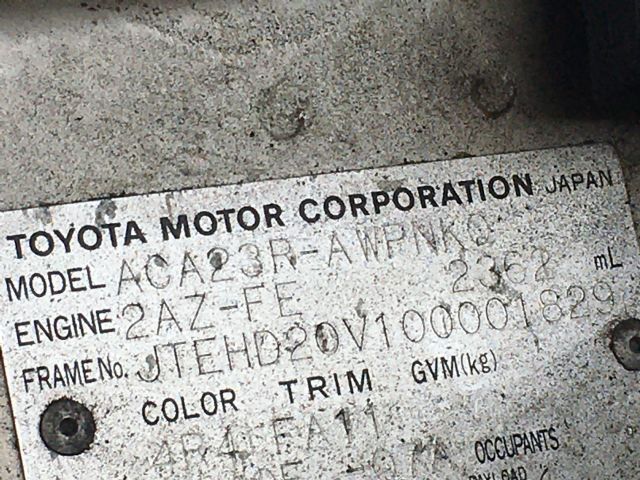 TOYOTA MOTOR CORPORATION JAPAN
MODEL ACA23R-AWPNKQ
ENGINE 2AZ-FE 2362 mL
FRAME No. JTEHD20V100001829
COLOR TRIM GVM(kg)
4R4 FA11
OCCUPANTS
PAYLOAD